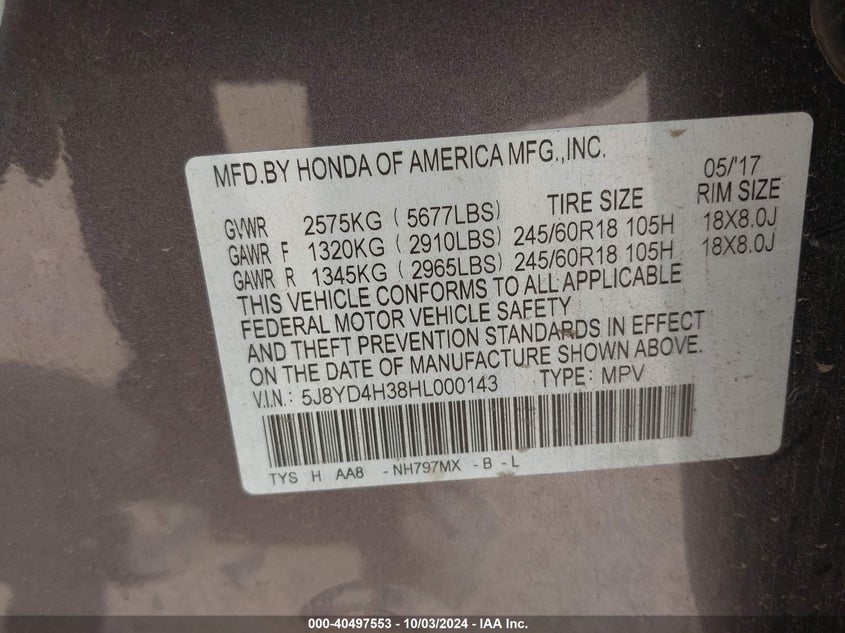 MFD.BY HONDA OF AMERICA MFG.,INC. 05/'17
GVWR 2575KG ( 5677LBS) TIRE SIZE RIM SIZE
GAWR F 1320KG ( 2910LBS) 245/60R18 105H 18X8.0J
GAWR R 1345KG ( 2965LBS) 245/60R18 105H 18X8.0J
THIS VEHICLE CONFORMS TO ALL APPLICABLE
FEDERAL MOTOR VEHICLE SAFETY
AND THEFT PREVENTION STANDARDS IN EFFECT
ON THE DATE OF MANUFACTURE SHOWN ABOVE.
V.I.N.: 5J8YD4H38HL000143 TYPE: MPV
TYS H AA8 -NH797MX -B -L
000-40497553 - 10/03/2024 - IAA Inc.